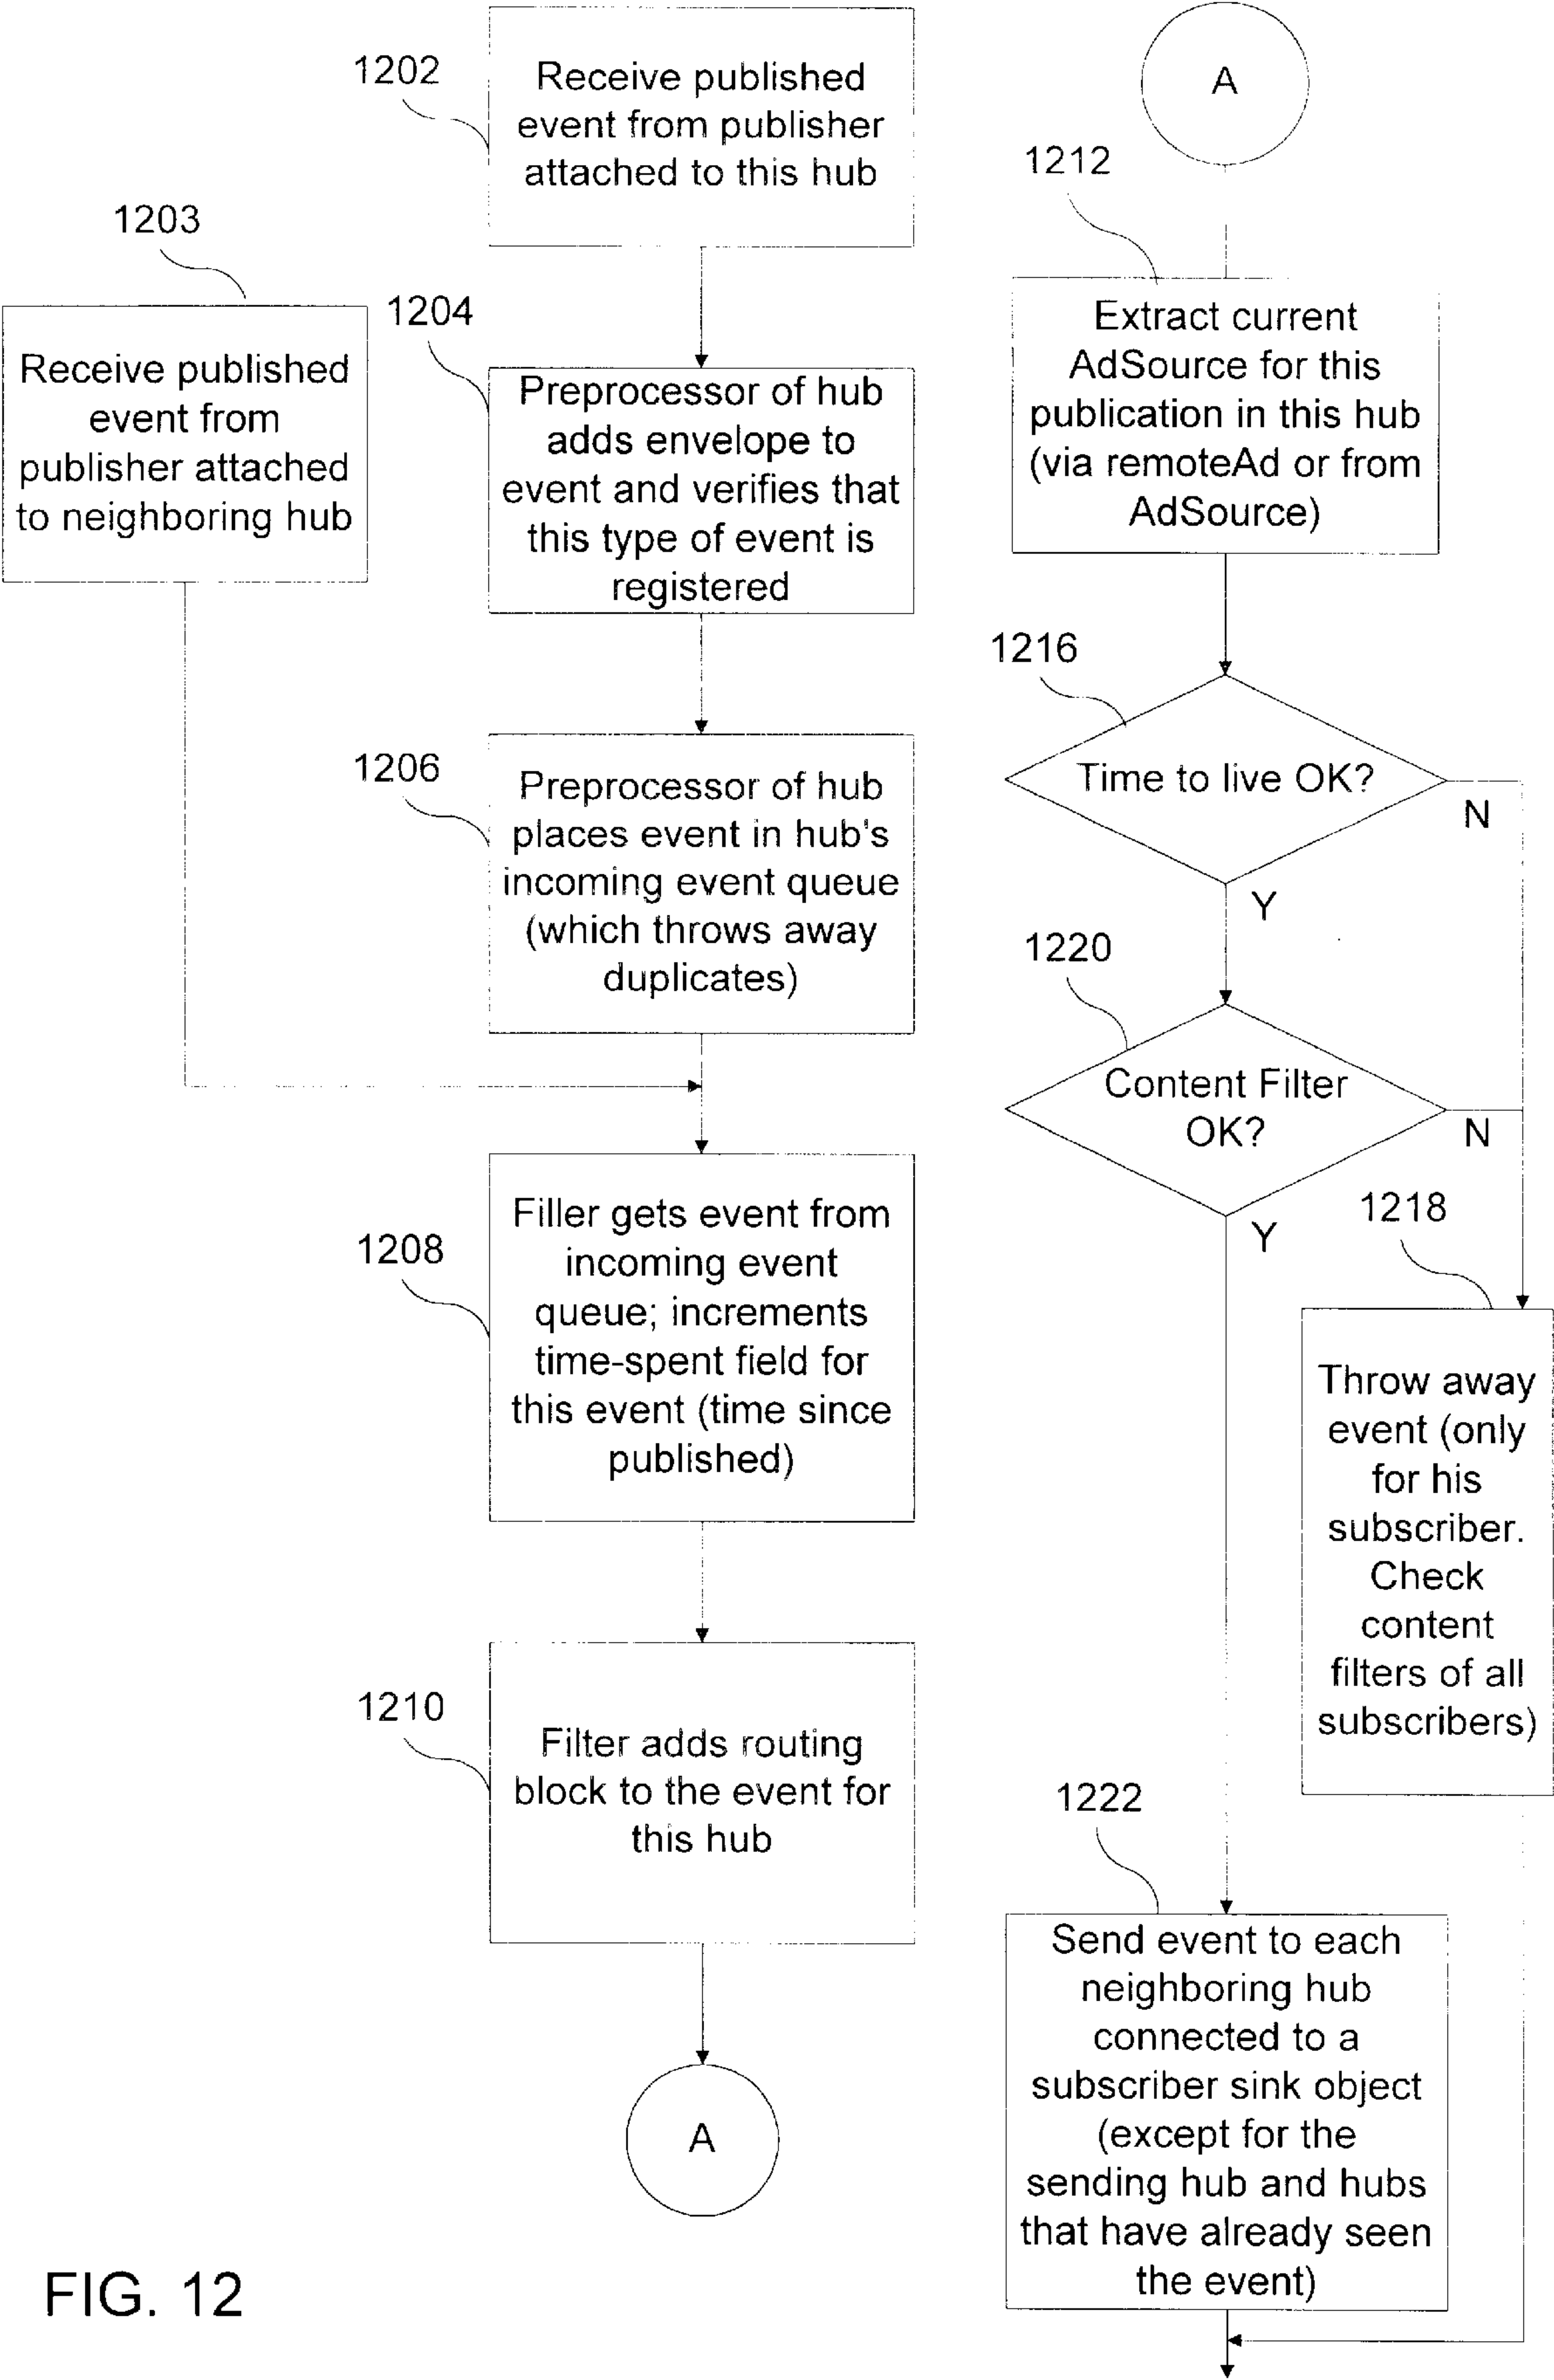 1202
Receive published
event from publisher
attached to this hub
1203
Receive published
event from
publisher attached
to neighboring hub
1204
Preprocessor of hub
adds envelope to
event and verifies that
this type of event is
registered
1206
Preprocessor of hub
places event in hub's
incoming event queue
(which throws away
duplicates)
1208
Filler gets event from
incoming event
queue; increments
time-spent field for
this event (time since
published)
1210
Filter adds routing
block to the event for
this hub
A
A
1212
Extract current
AdSource for this
publication in this hub
(via remoteAd or from
AdSource)
1216
Time to live OK?
N
Y
1220
Content Filter
OK?
N
Y
1218
Throw away
event (only
for his
subscriber.
Check
content
filters of all
subscribers)
1222
Send event to each
neighboring hub
connected to a
subscriber sink object
(except for the
sending hub and hubs
that have already seen
the event)
FIG. 12